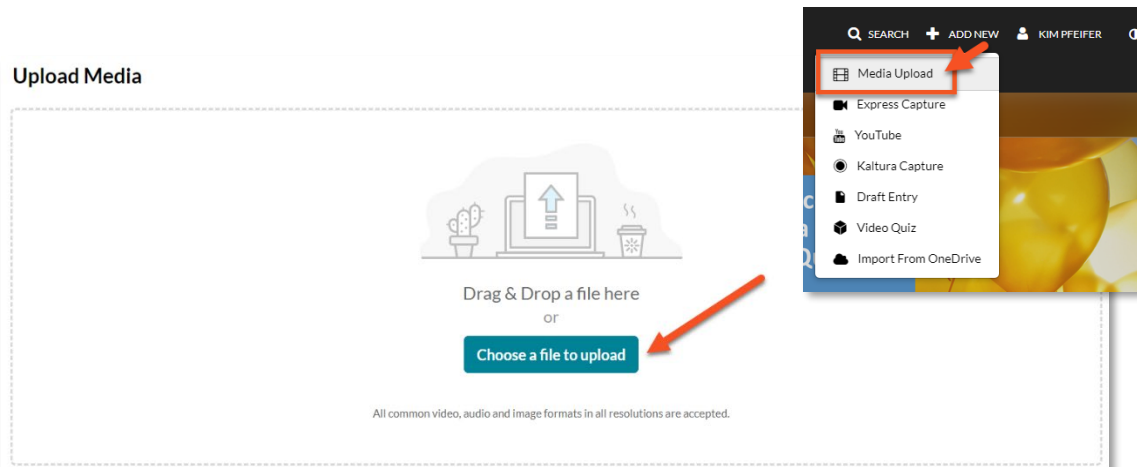 SEARCH ADD NEW KIM PFEIFER
Upload Media
Media Upload
Express Capture
You Tube YouTube
Kaltura Capture
Draft Entry
Video Quiz
Import From OneDrive
Drag & Drop a file here
or
Choose a file to upload
All common video, audio and image formats in all resolutions are accepted.